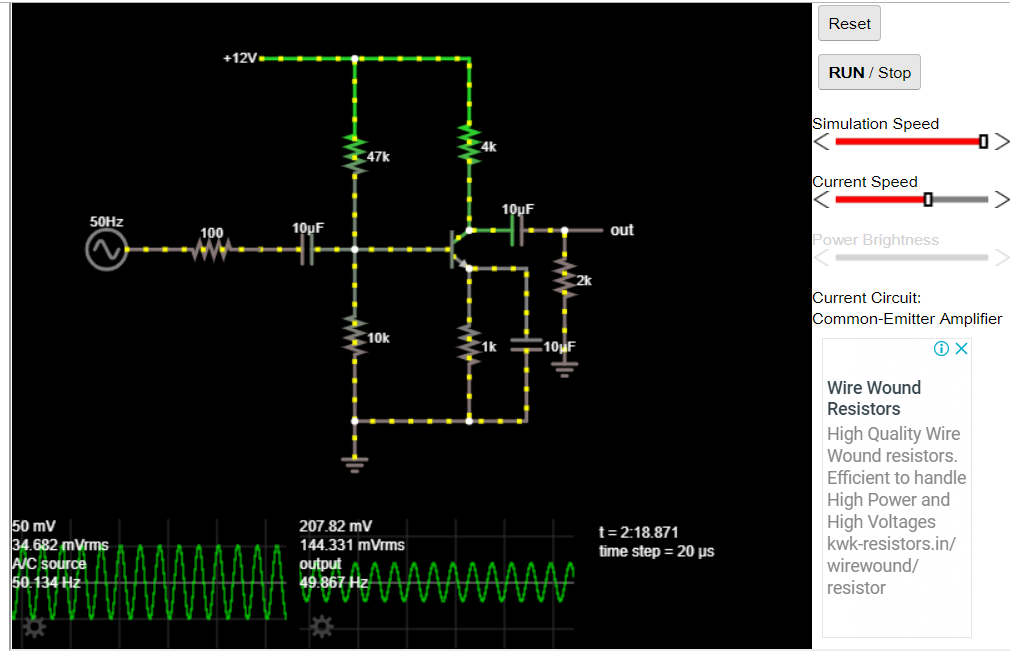 Reset
RUN / Stop
Simulation Speed
Current Speed
Power Brightness
Current Circuit:
Common-Emitter Amplifier
+12V
47k
4k
50Hz
100
10µF
10µF
out
2k
10k
1k
10µF
50 mV
34.682 mVrms
A/C source
50.134 Hz
207.82 mV
144.331 mVrms
output
49.867 Hz
t = 2:18.871
time step = 20 µs
Wire Wound
Resistors
High Quality Wire
Wound resistors.
Efficient to handle
High Power and
High Voltages
kwk-resistors.in/
wirewound/
resistor